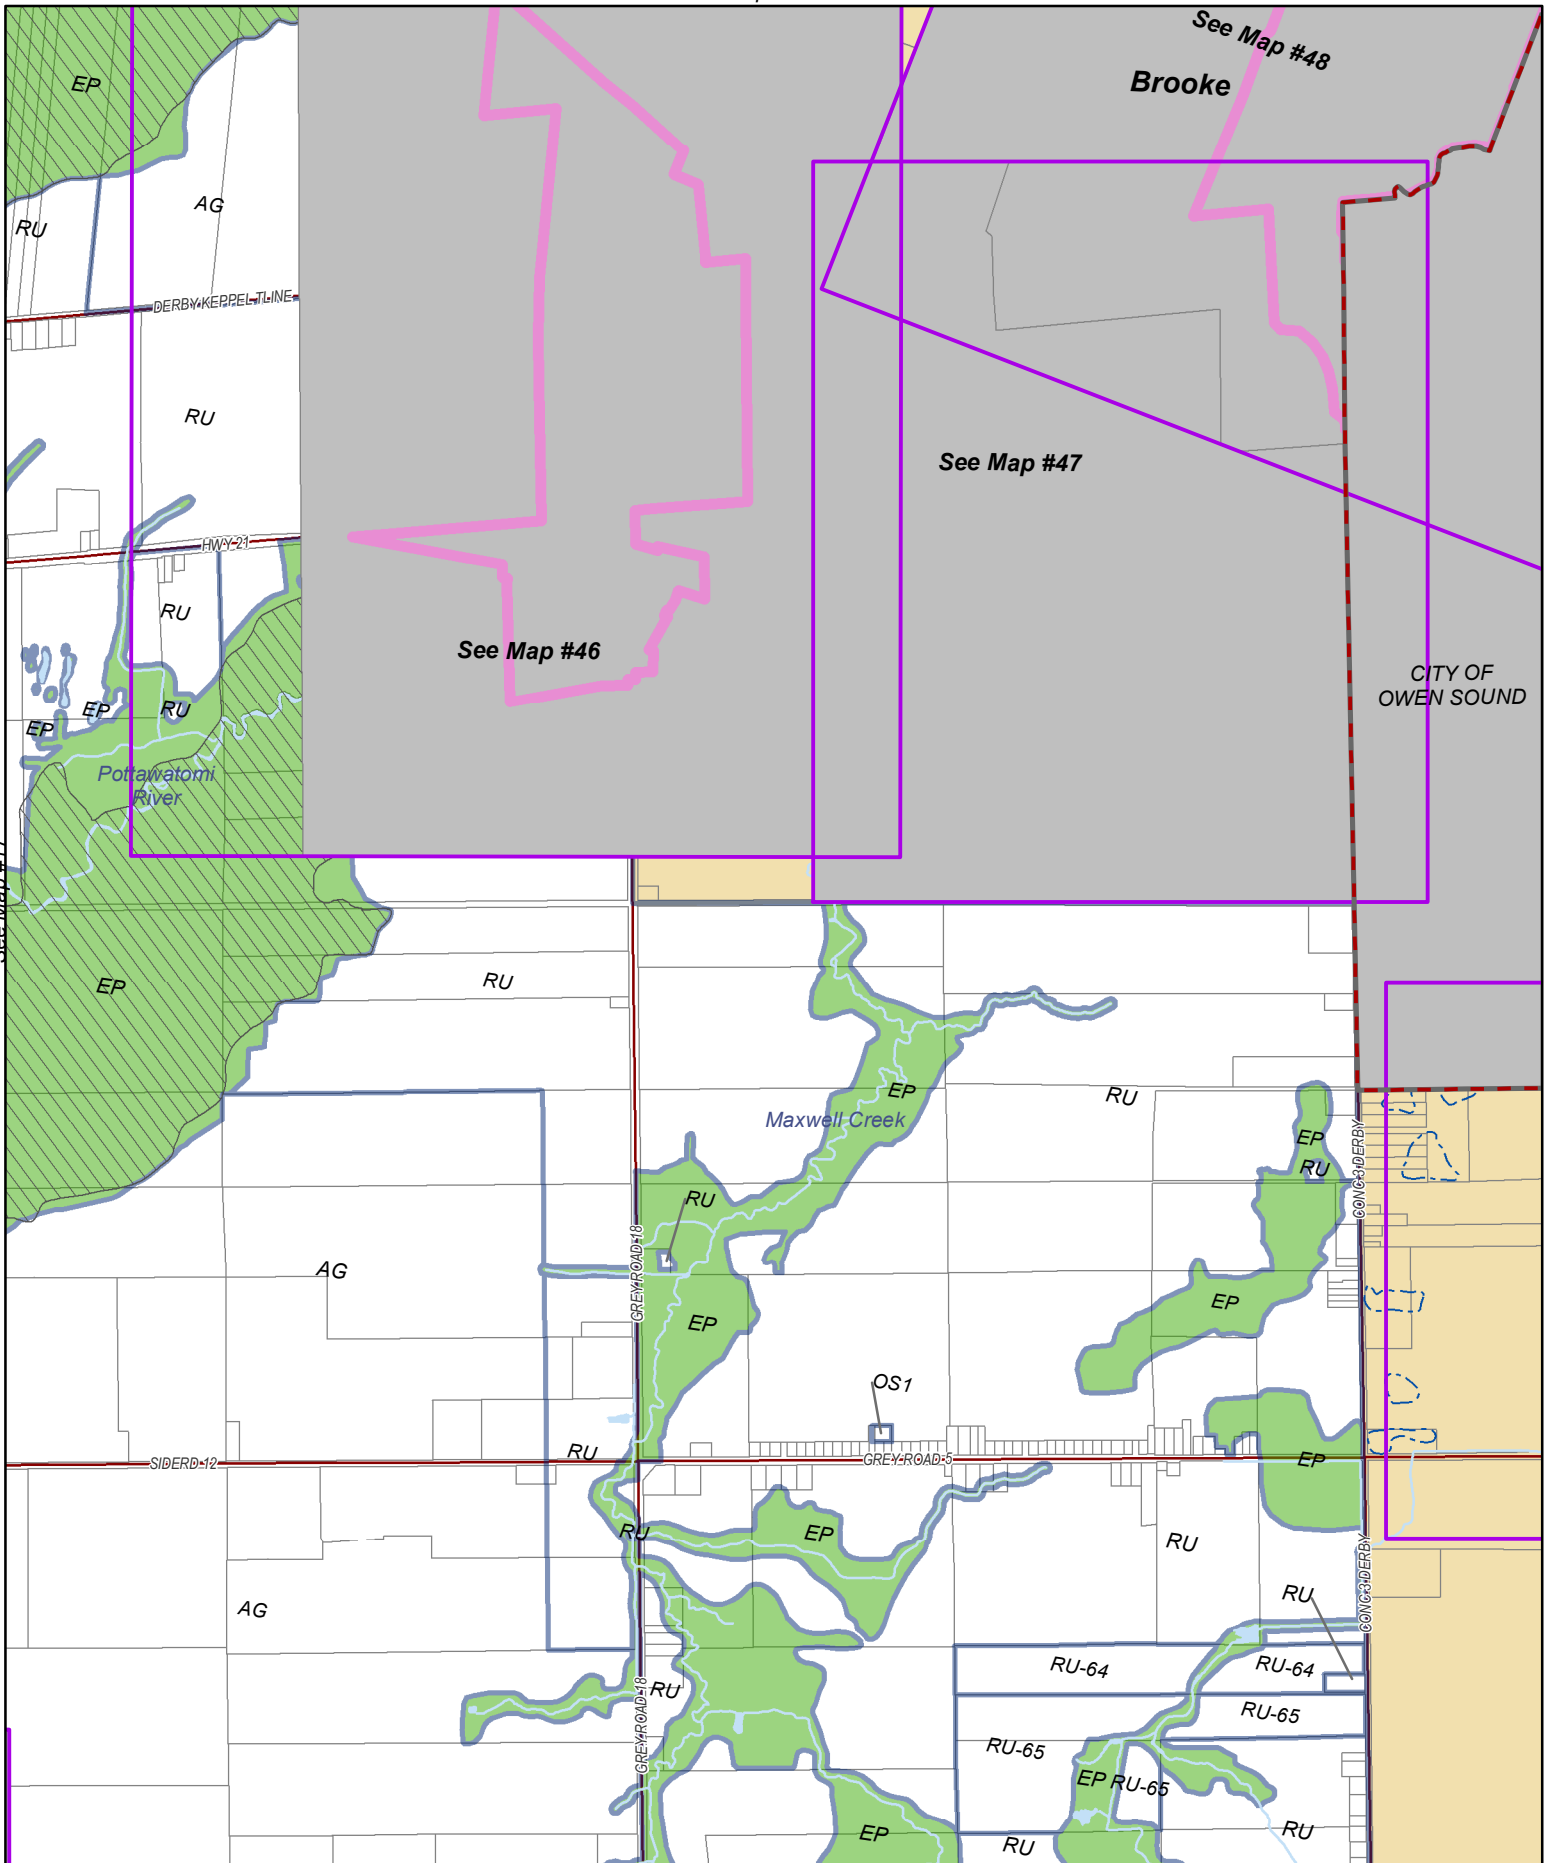 See Map #48
Brooke
EP
AG
RU
DERBY KEPPEL TLINE
RU
See Map #47
HWY 21
RU
See Map #46
CITY OF
OWEN SOUND
EP
RU
EP
Pottawatomi
River
EP
RU
EP
RU
Maxwell Creek
EP
RU
CONC 3 DERBY
RU
AG
GREY ROAD 18
EP
EP
OS1
RU
SIDERD 12
GREY ROAD 5
EP
RU
EP
RU
CONC 3 DERBY
RU
AG
RU-64
RU-64
GREY ROAD 18
RU
RU-65
RU-65
EP
RU-65
EP
RU
RU